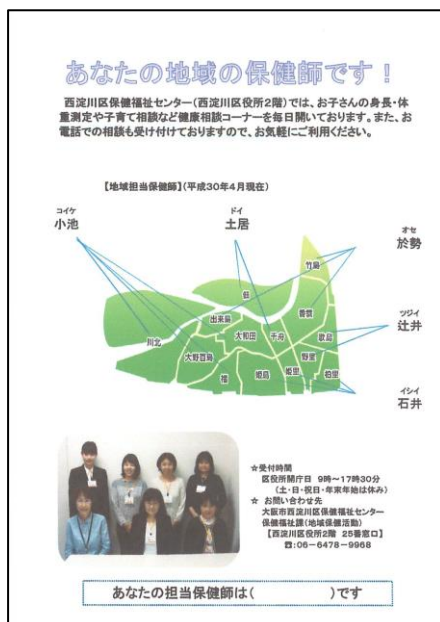 あなたの地域の保健師です！
西淀川区保健福祉センター（西淀川区役所2階）では、お子さんの身長・体
重測定や子育て相談など健康相談コーナーを毎日開いております。また、お
電話での相談も受け付けておりますので、お気軽にご利用ください。
【地域担当保健師】（平成30年4月現在）
コイケ
小池
ドイ
土居
オセ
於勢
竹島
佃
香簑
出来島
ツジイ
辻井
大和田
千舟
歌島
川北
大野百島
野里
福
姫島
姫里
柏里
イシイ
石井
☆受付時間
区役所開庁日 9時～17時30分
（土・日・祝日・年末年始は休み）
☆ お問い合わせ先
大阪市西淀川区保健福祉センター
保健福祉課（地域保健活動）
【西淀川区役所2階 25番窓口】
☎：06－6478－9968
あなたの担当保健師は（　　　　）です